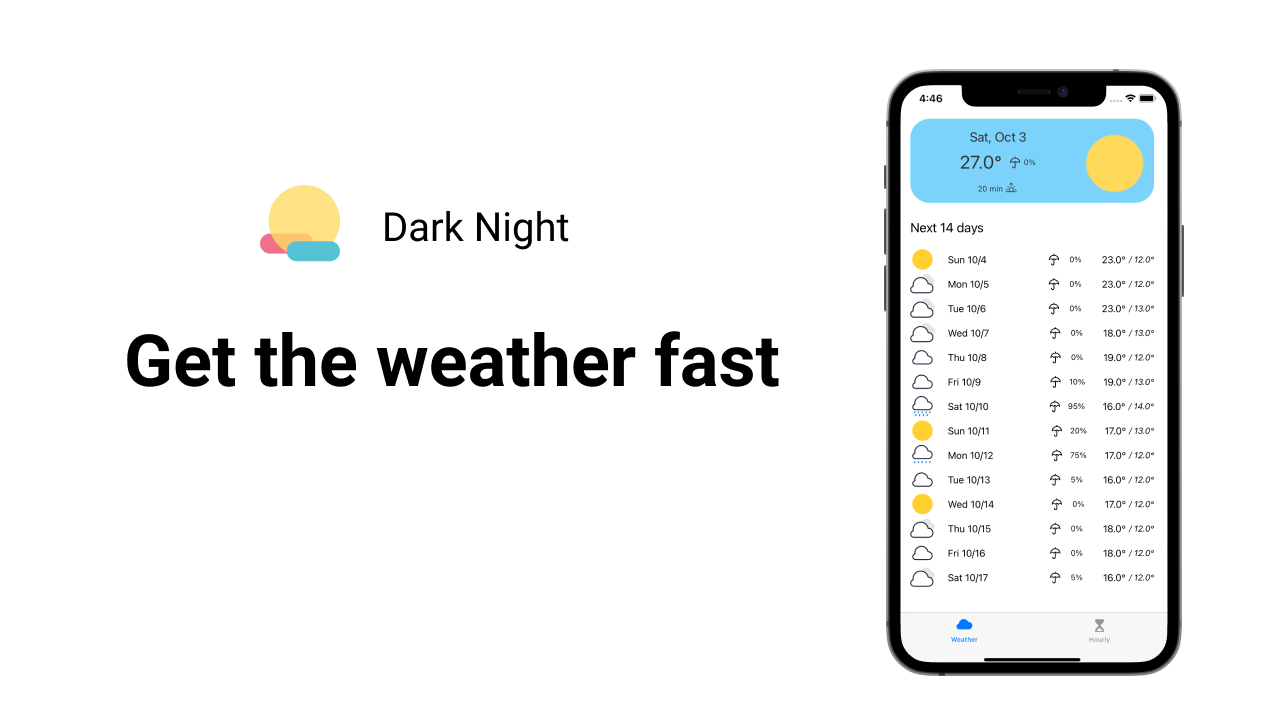 Dark Night
Get the weather fast
4:46
Sat, Oct 3
27.0° 0%
20 min
Next 14 days
Sun 10/4 0% 23.0° / 12.0°
Mon 10/5 0% 23.0° / 12.0°
Tue 10/6 0% 23.0° / 13.0°
Wed 10/7 0% 18.0° / 13.0°
Thu 10/8 0% 19.0° / 12.0°
Fri 10/9 10% 19.0° / 13.0°
Sat 10/10 95% 16.0° / 14.0°
Sun 10/11 20% 17.0° / 13.0°
Mon 10/12 75% 17.0° / 12.0°
Tue 10/13 5% 16.0° / 12.0°
Wed 10/14 0% 17.0° / 12.0°
Thu 10/15 0% 18.0° / 12.0°
Fri 10/16 0% 18.0° / 12.0°
Sat 10/17 5% 16.0° / 12.0°
Weather Hourly